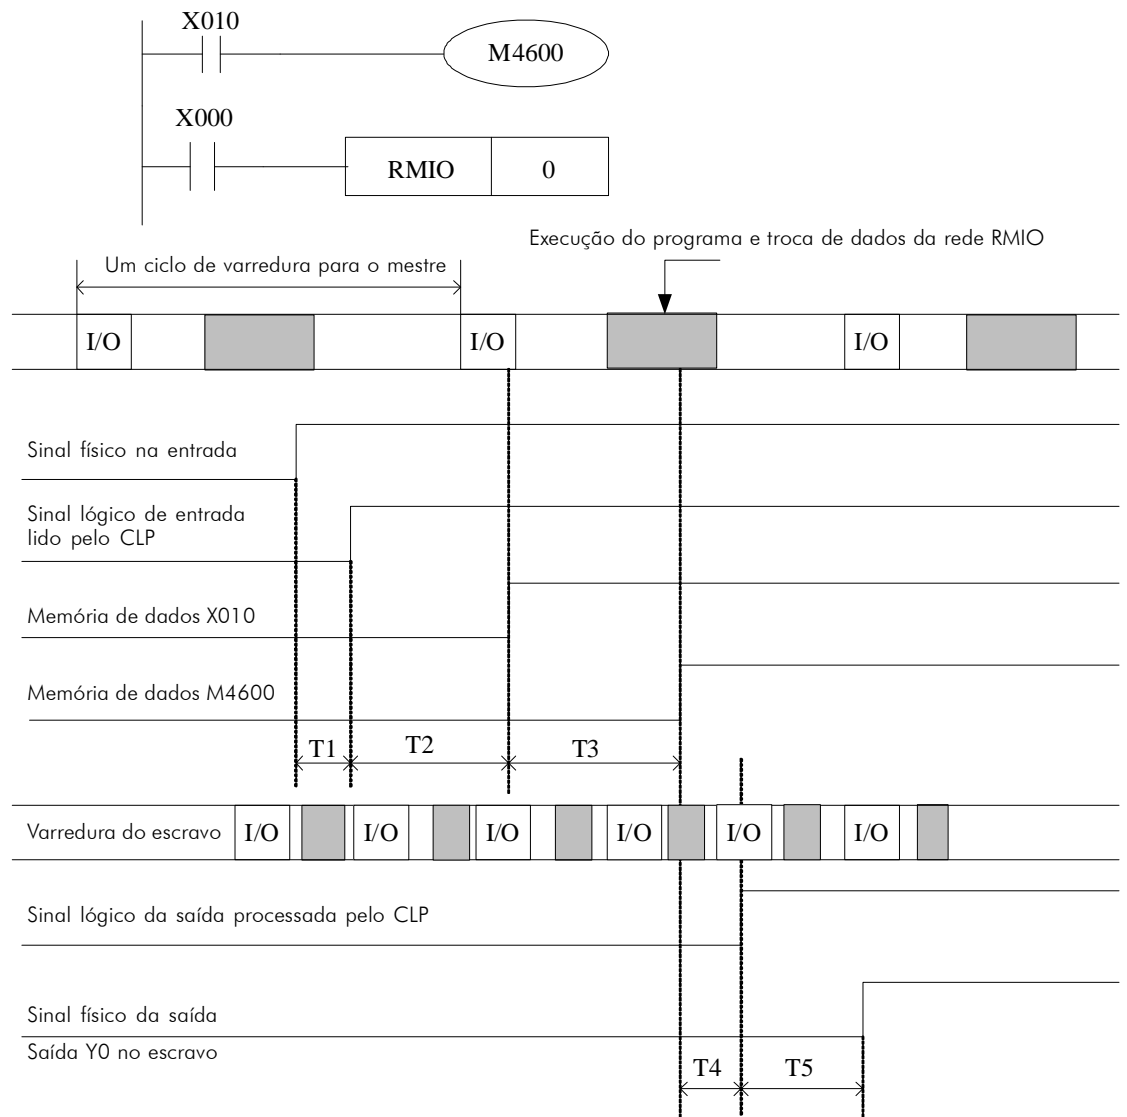 X010
M4600
X000
RMIO 0
Execução do programa e troca de dados da rede RMIO
Um ciclo de varredura para o mestre
I/O I/O I/O
Sinal físico na entrada
Sinal lógico de entrada
lido pelo CLP
Memória de dados X010
Memória de dados M4600
T1 T2 T3
Varredura do escravo I/O I/O I/O I/O I/O I/O
Sinal lógico da saída processada pelo CLP
Sinal físico da saída
Saída Y0 no escravo
T4 T5